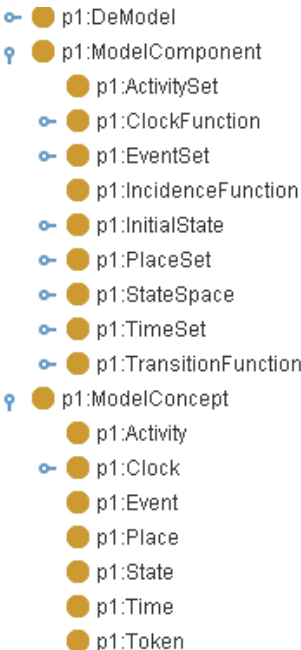 p1:DeModel
p1:ModelComponent
p1:ActivitySet
p1:ClockFunction
p1:EventSet
p1:IncidenceFunction
p1:InitialState
p1:PlaceSet
p1:StateSpace
p1:TimeSet
p1:TransitionFunction
p1:ModelConcept
p1:Activity
p1:Clock
p1:Event
p1:Place
p1:State
p1:Time
p1:Token